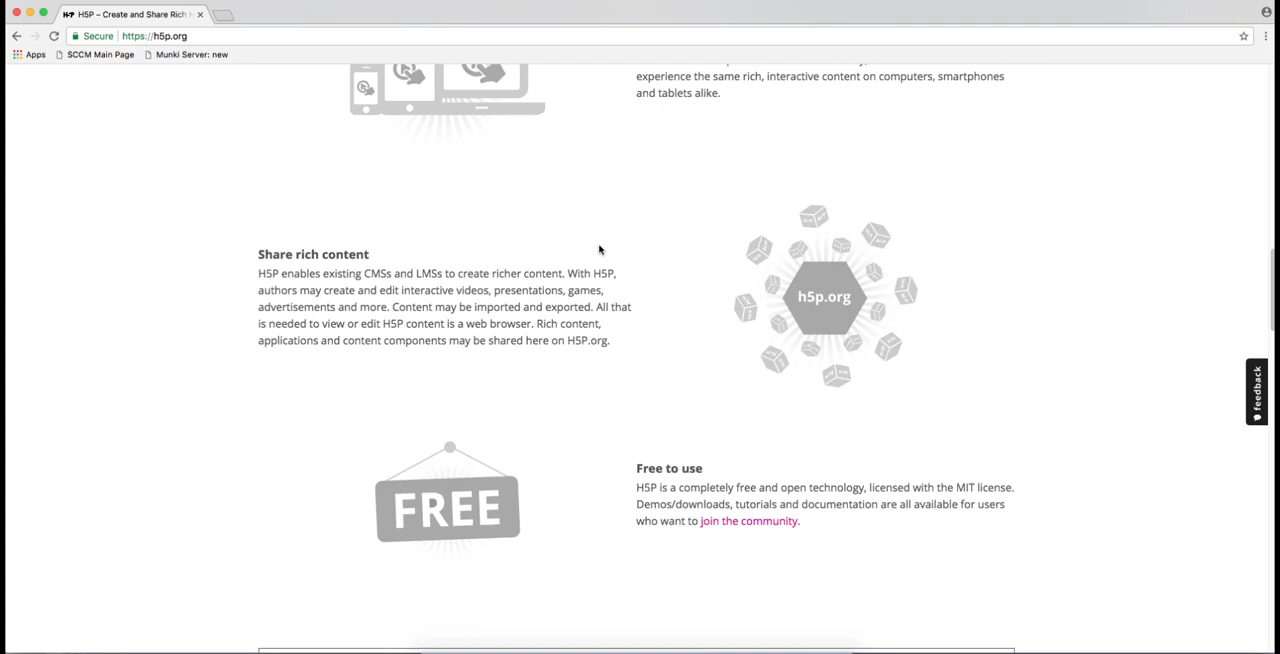 H5P – Create and Share Rich H
Secure https://h5p.org
Apps SCCM Main Page Munki Server: new
experience the same rich, interactive content on computers, smartphones
and tablets alike.
Share rich content
H5P enables existing CMSs and LMSs to create richer content. With H5P,
authors may create and edit interactive videos, presentations, games,
advertisements and more. Content may be imported and exported. All that
is needed to view or edit H5P content is a web browser. Rich content,
applications and content components may be shared here on H5P.org.
h5p.org
feedback
FREE
Free to use
H5P is a completely free and open technology, licensed with the MIT license.
Demos/downloads, tutorials and documentation are all available for users
who want to join the community.